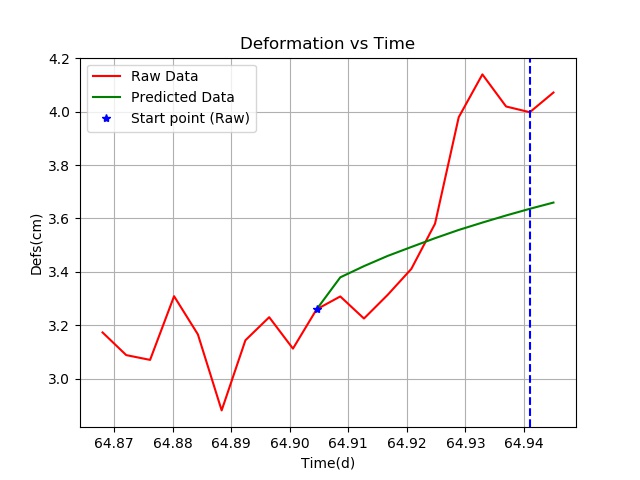 Deformation vs Time
Raw Data
Predicted Data
Start point (Raw)
4.2
4.0
3.8
3.6
3.4
3.2
3.0
Defs(cm)
64.87 64.88 64.89 64.90 64.91 64.92 64.93 64.94
Time(d)